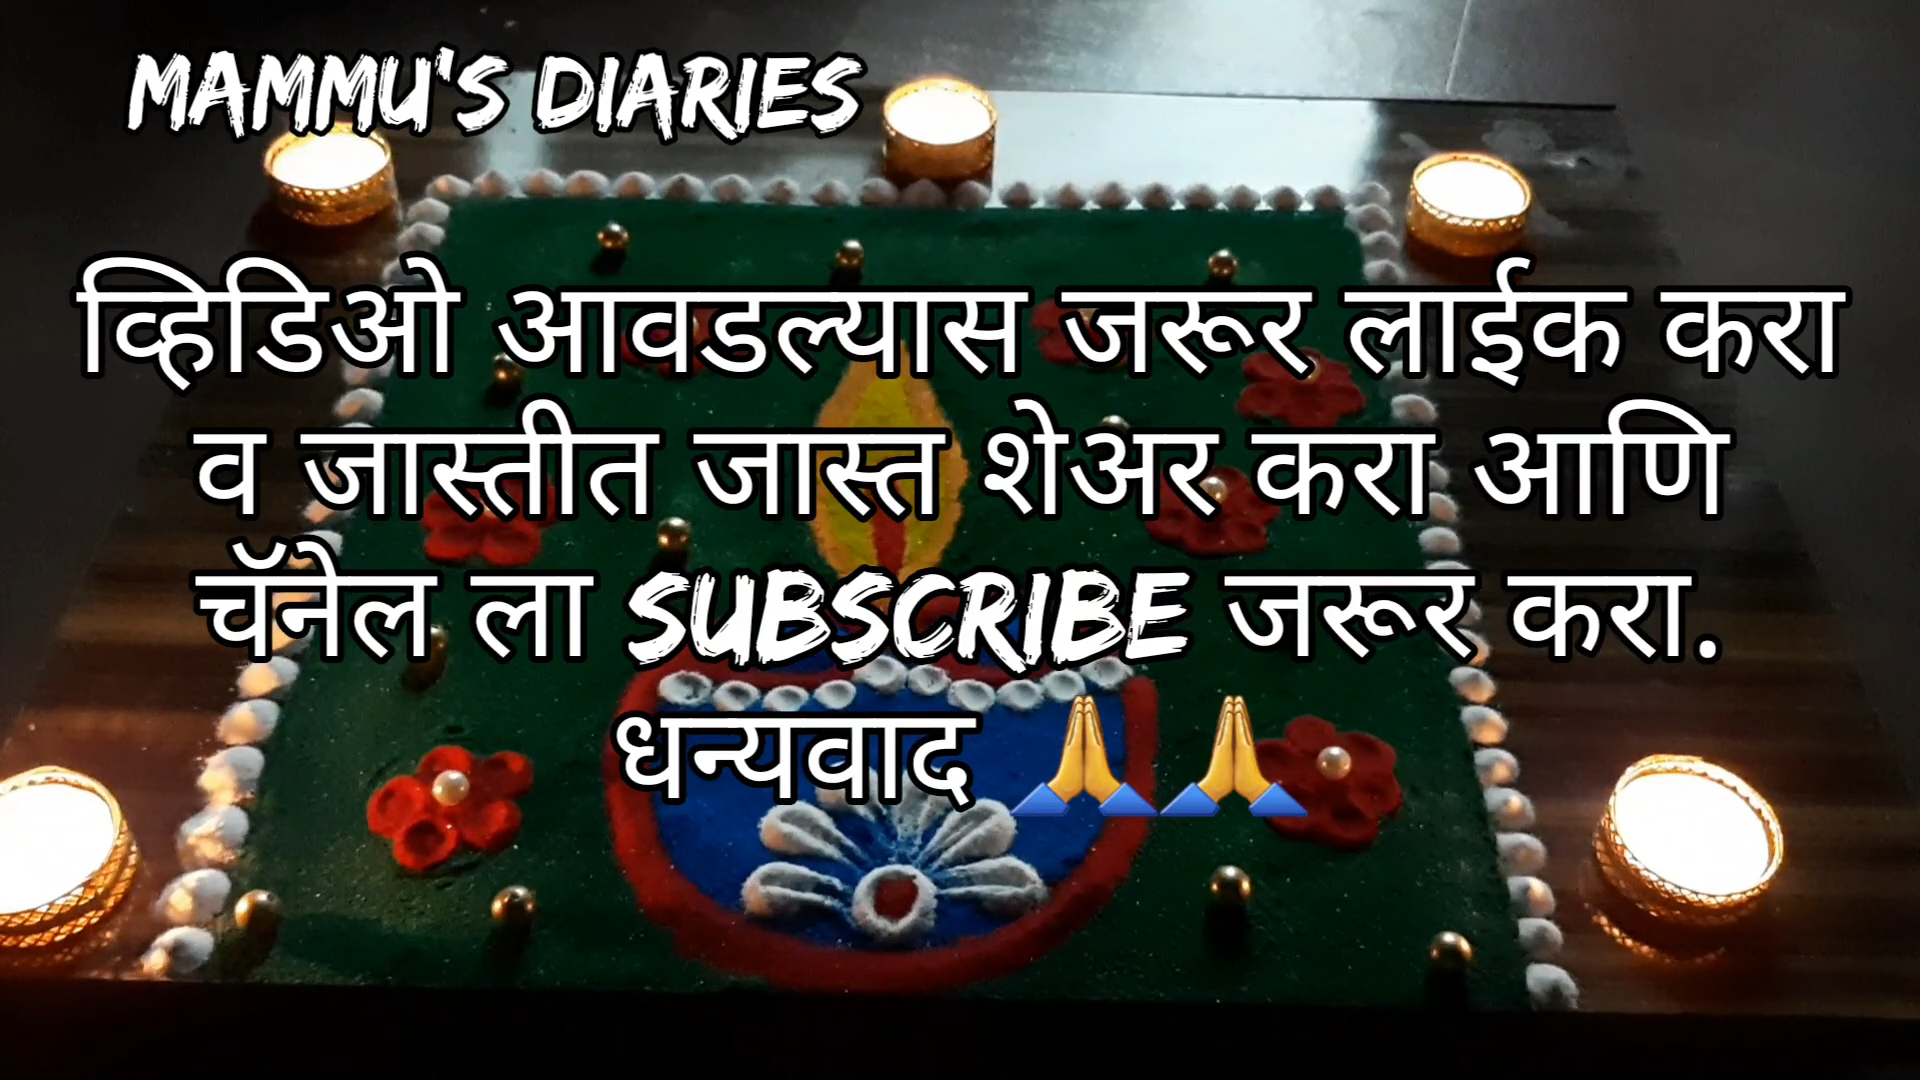 MAMMU'S DIARIES
व्हिडिओ आवडल्यास जरूर लाईक करा
व जास्तीत जास्त शेअर करा आणि
चॅनेल ला SUBSCRIBE जरूर करा.
धन्यवाद 🙏🙏